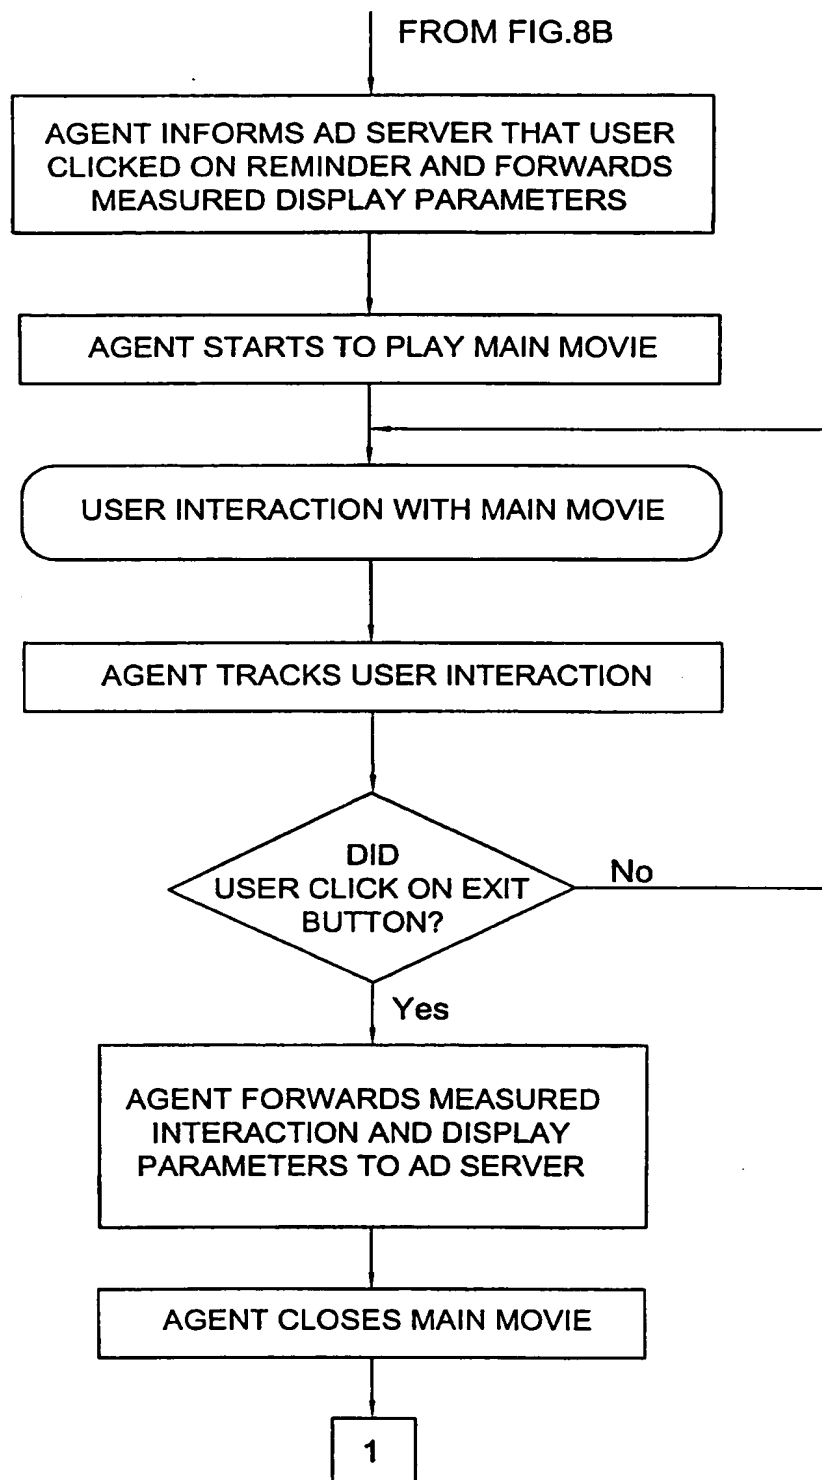 FROM FIG.8B
AGENT INFORMS AD SERVER THAT USER
CLICKED ON REMINDER AND FORWARDS
MEASURED DISPLAY PARAMETERS
AGENT STARTS TO PLAY MAIN MOVIE
USER INTERACTION WITH MAIN MOVIE
AGENT TRACKS USER INTERACTION
DID
USER CLICK ON EXIT
BUTTON?
No
Yes
AGENT FORWARDS MEASURED
INTERACTION AND DISPLAY
PARAMETERS TO AD SERVER
AGENT CLOSES MAIN MOVIE
1